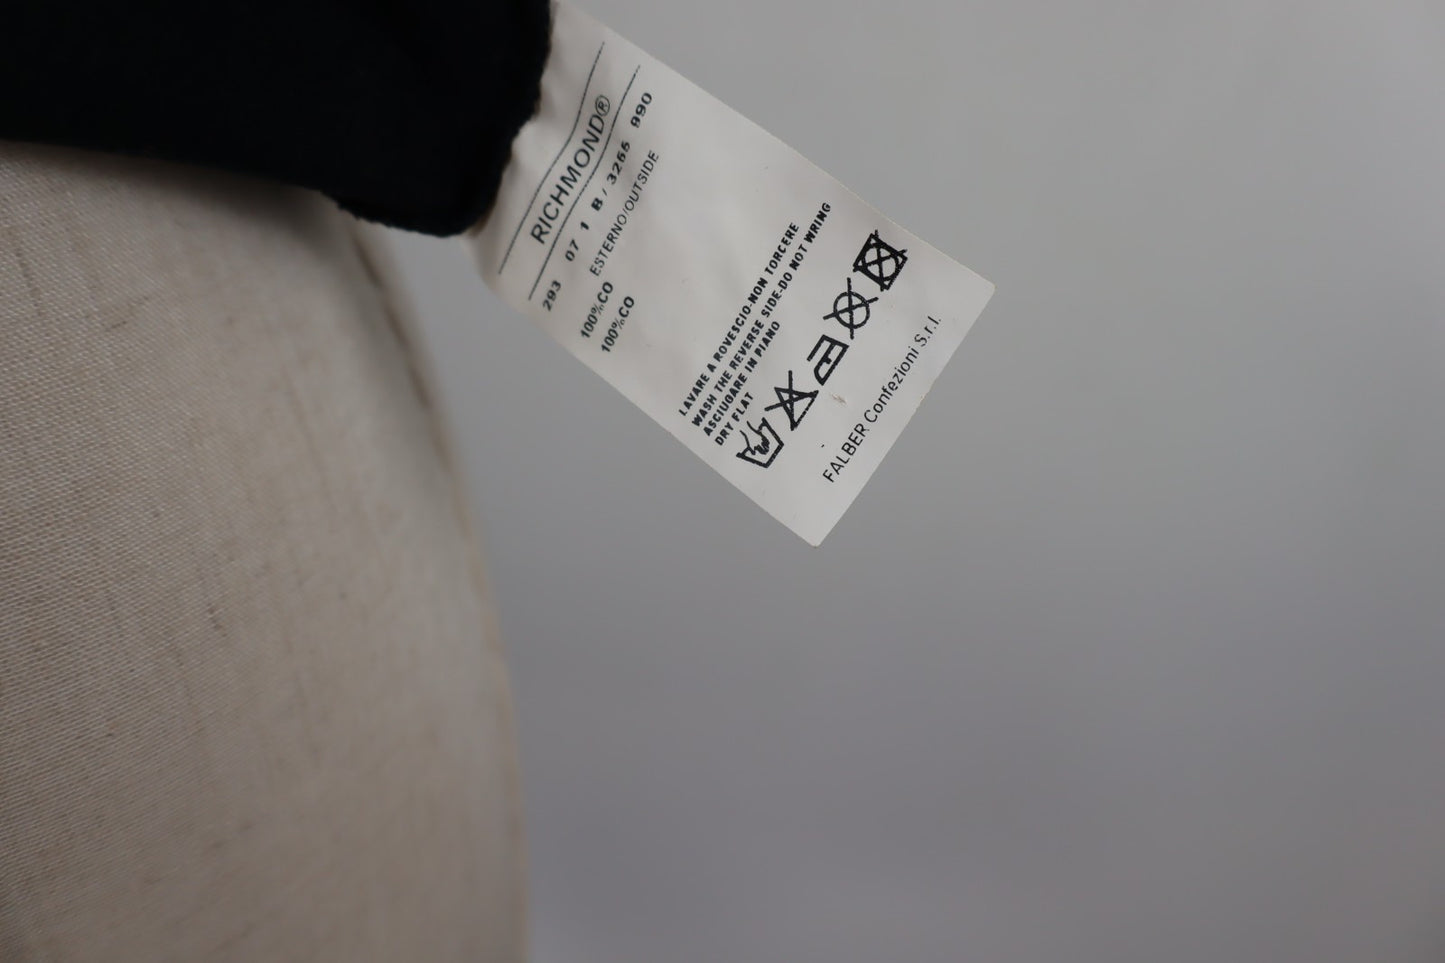 RICHMOND®
293 07 1 B / 3255 990
ESTERNO/OUTSIDE
100%CO
100%CO
LAVARE A ROVESCIO-NON TORCERE
WASH THE REVERSE SIDE-DO NOT WRING
ASCIUGARE IN PIANO
DRY FLAT
FALBER Confezioni S.r.l.